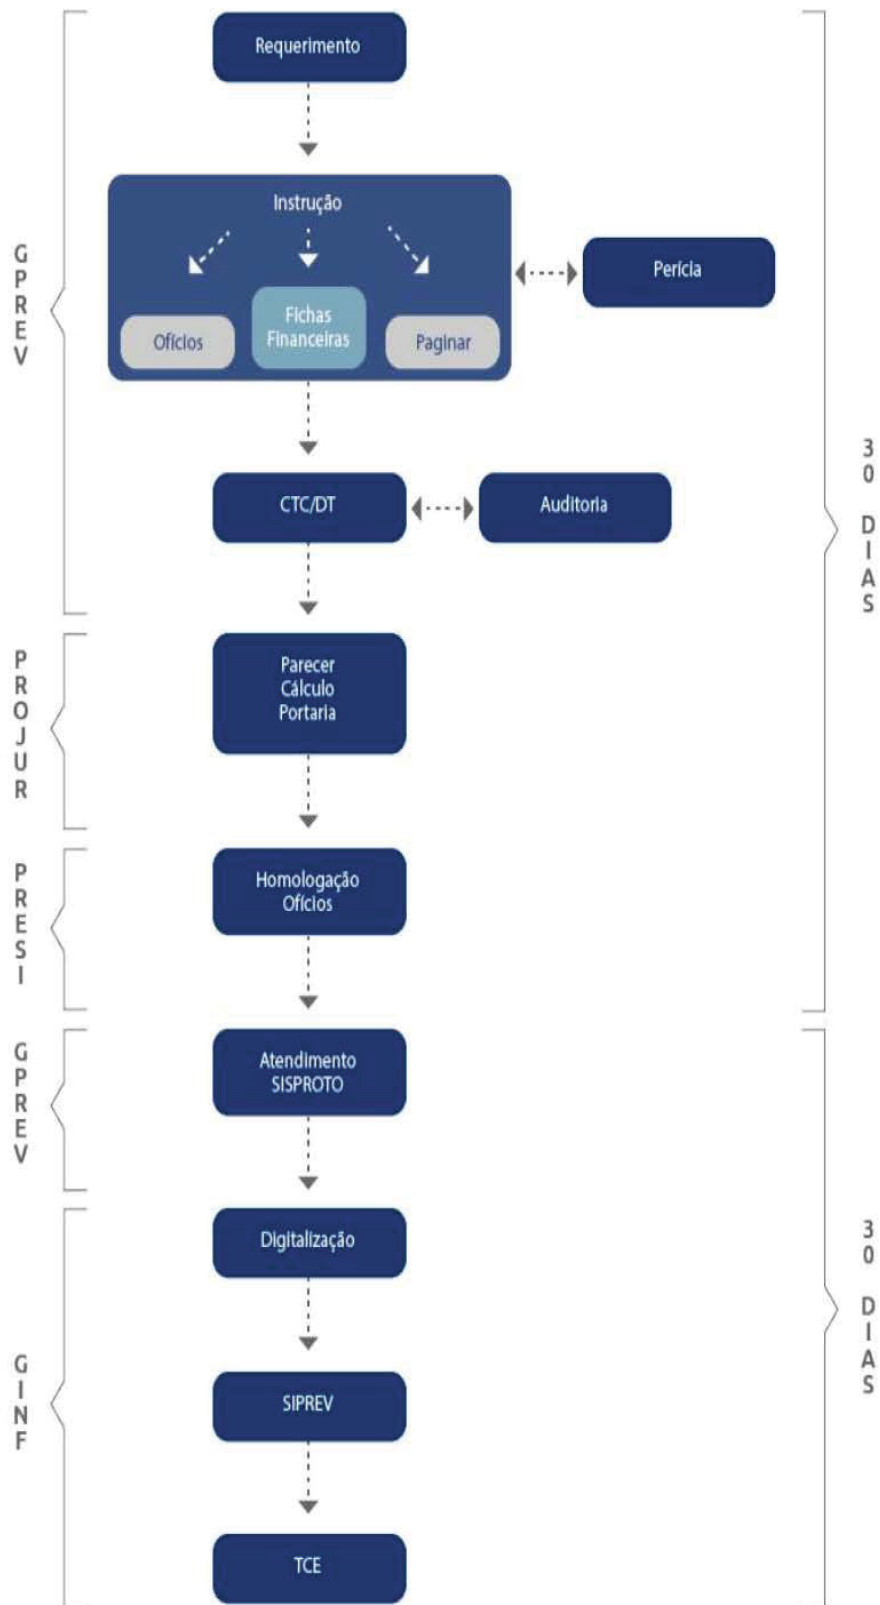 Requerimento
Instrução
Ofícios
Fichas
Financeiras
Paginar
Perícia
GPREV
CTC/DT
Auditoria
30 DIAS
PROJUR
Parecer
Cálculo
Portaria
PRESI
Homologação
Ofícios
GPREV
Atendimento
SISPROTO
Digitalização
30 DIAS
GINF
SIPREV
TCE